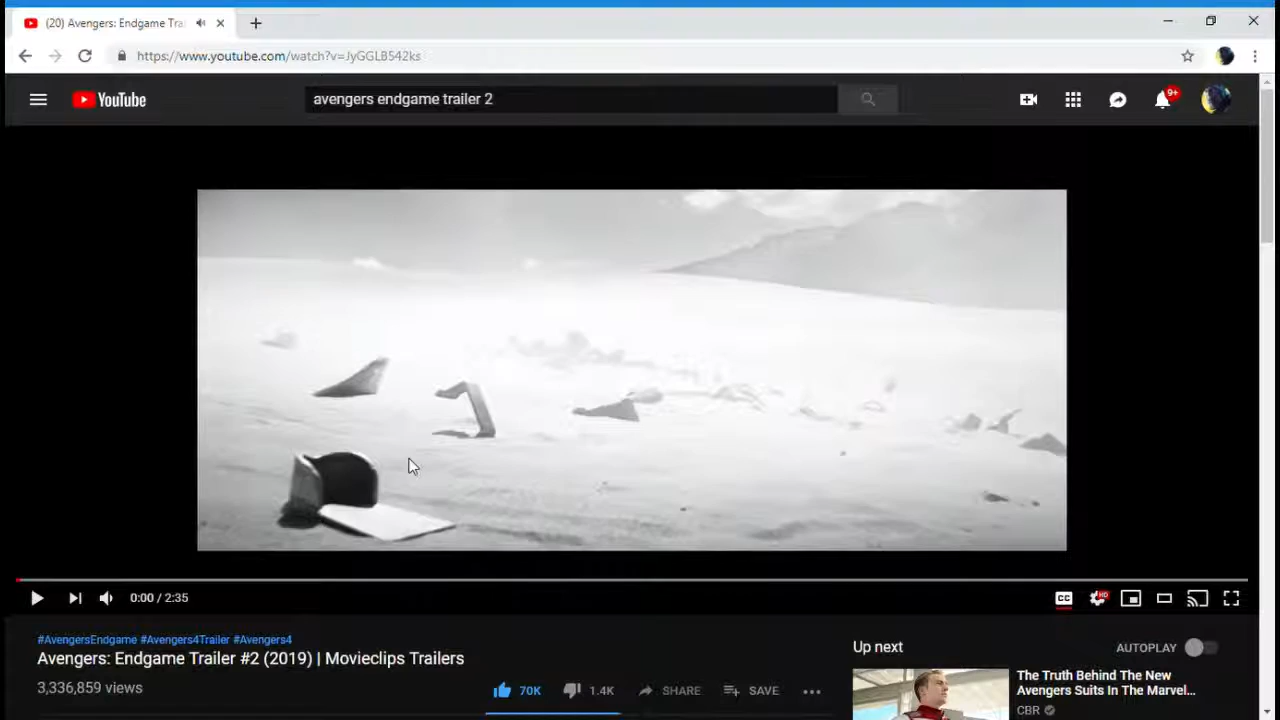 (20) Avengers: Endgame Tra
https://www.youtube.com/watch?v=JyGGLB542ks
YouTube
avengers endgame trailer 2
9+
0:00 / 2:35
CC
HD
#AvengersEndgame #Avengers4Trailer #Avengers4
Avengers: Endgame Trailer #2 (2019) | Movieclips Trailers
3,336,859 views
70K
1.4K
SHARE
SAVE
Up next
AUTOPLAY
The Truth Behind The New
Avengers Suits In The Marvel...
CBR